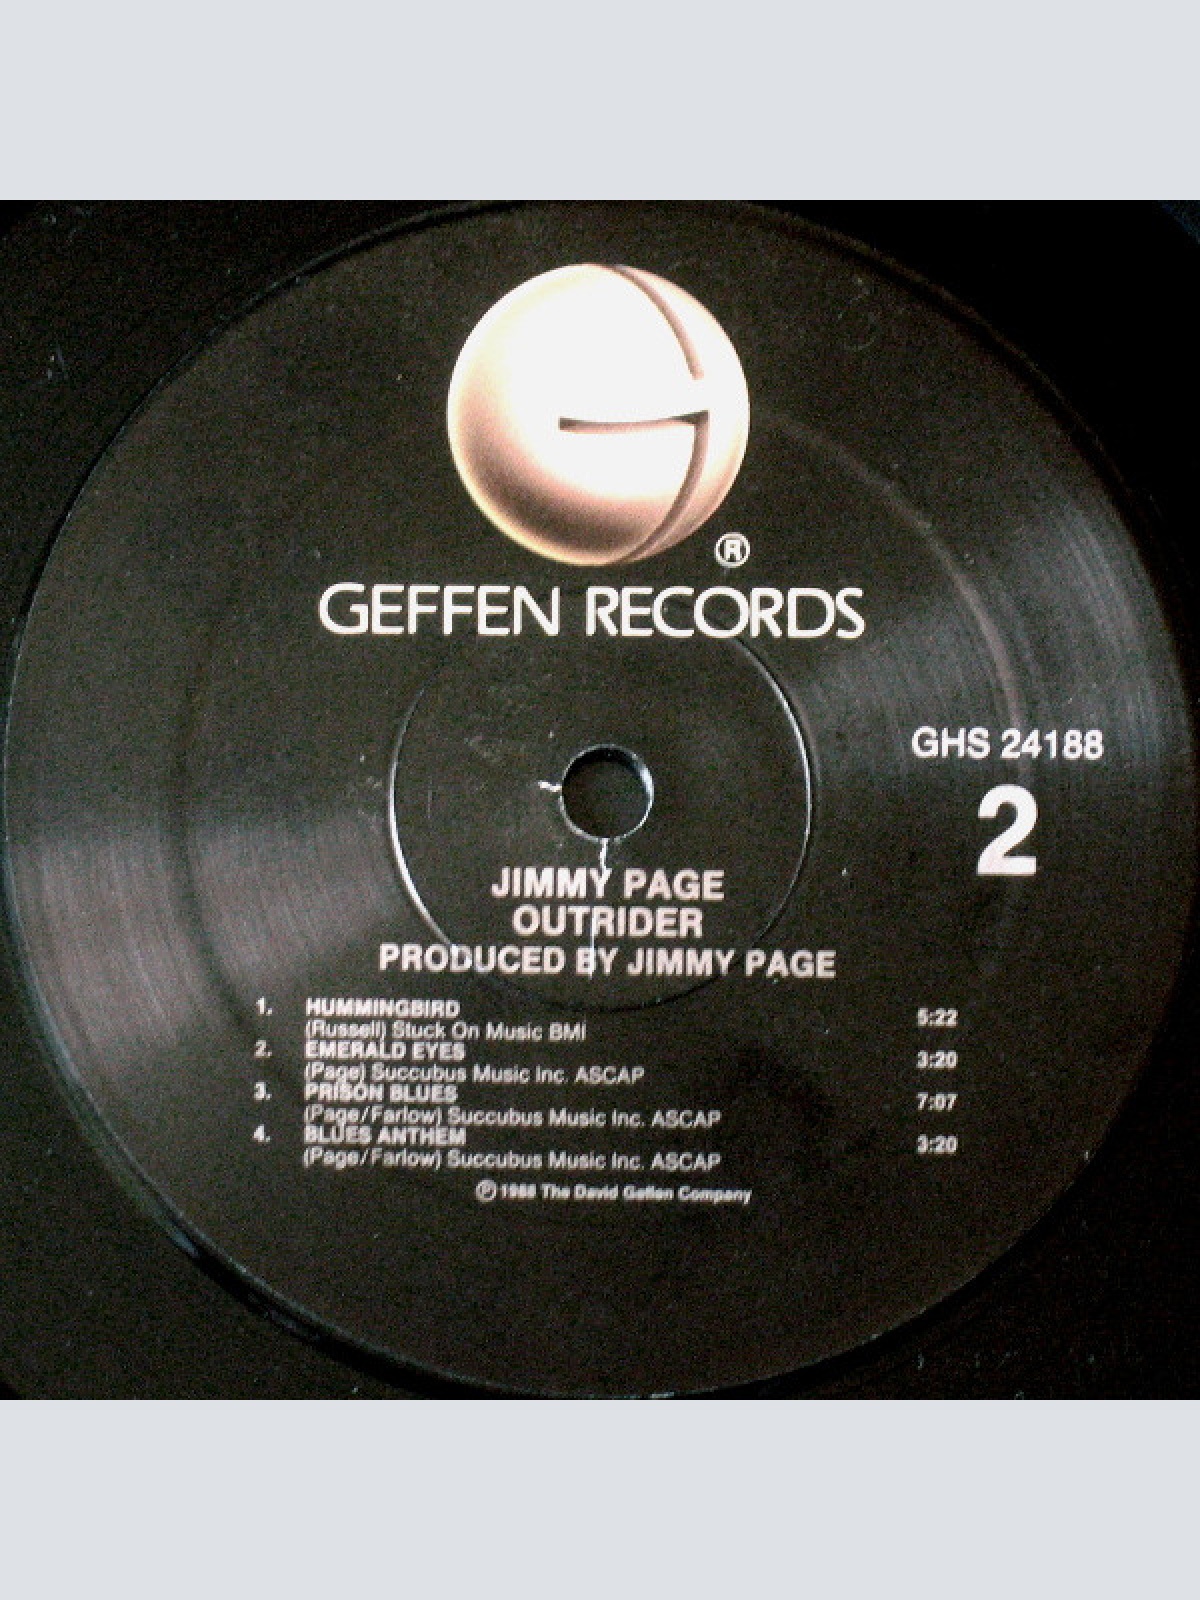 ®
GEFFEN RECORDS
GHS 24188
2
JIMMY PAGE
OUTRIDER
PRODUCED BY JIMMY PAGE
1. HUMMINGBIRD 5:22
(Russell) Stuck On Music BMI
2. EMERALD EYES 3:20
(Page) Succubus Music Inc. ASCAP
3. PRISON BLUES 7:07
(Page/Farlow) Succubus Music Inc. ASCAP
4. BLUES ANTHEM 3:20
(Page/Farlow) Succubus Music Inc. ASCAP
℗ 1988 The David Geffen Company